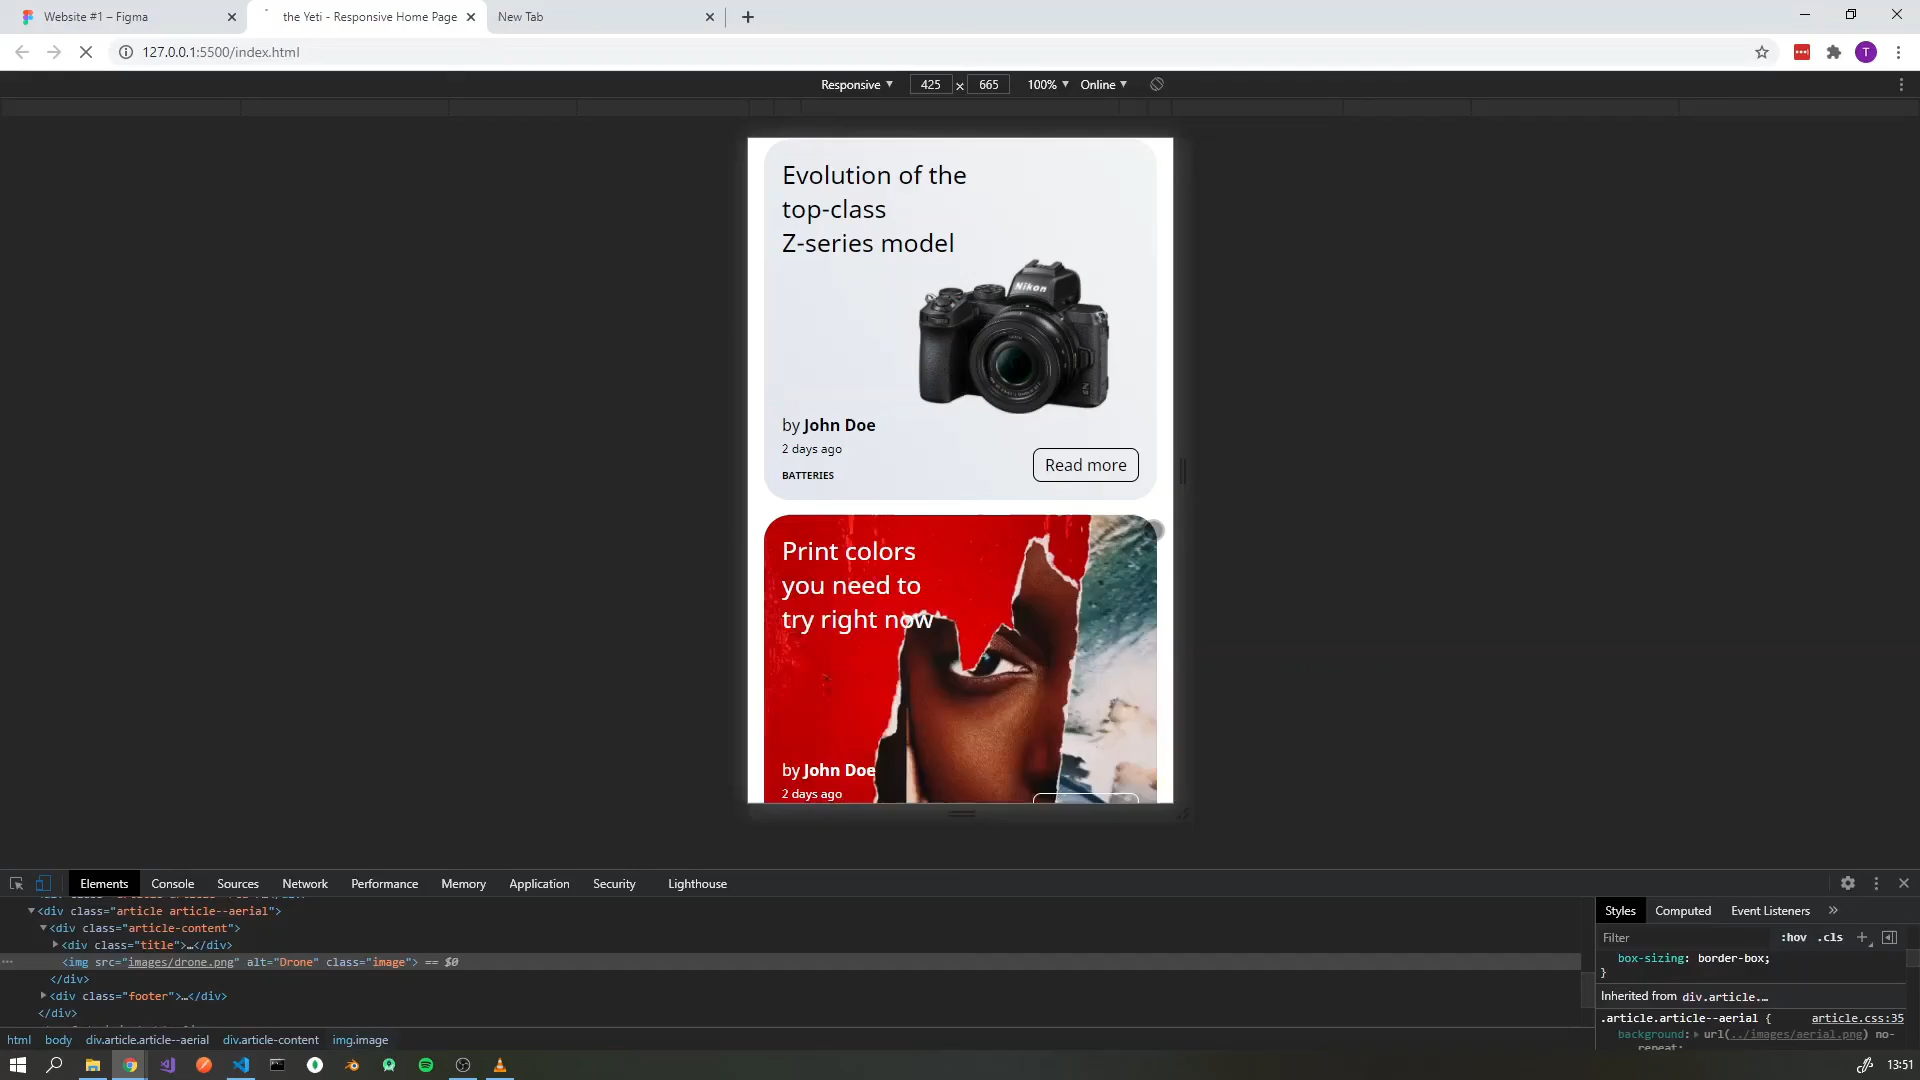 Website #1 – Figma
the Yeti - Responsive Home Page
New Tab
127.0.0.1:5500/index.html
T
Responsive
425 x 665
100%
Online
Evolution of the
top-class
Z-series model
Nikon
by John Doe
2 days ago
BATTERIES
Read more
Print colors
you need to
try right now
by John Doe
2 days ago
Elements
Console
Sources
Network
Performance
Memory
Application
Security
Lighthouse
<div class="article article--aerial">
<div class="article-content">
<div class="title">…</div>
<img src="images/drone.png" alt="Drone" class="image"> == $0
</div>
<div class="footer">…</div>
</div>
html body div.article.article--aerial div.article-content img.image
Styles
Computed
Event Listeners
»
Filter
:hov .cls +
box-sizing: border-box;
}
Inherited from div.article.…
.article.article--aerial {
article.css:35
background: url(../images/aerial.png) no-
repeat;
13:51